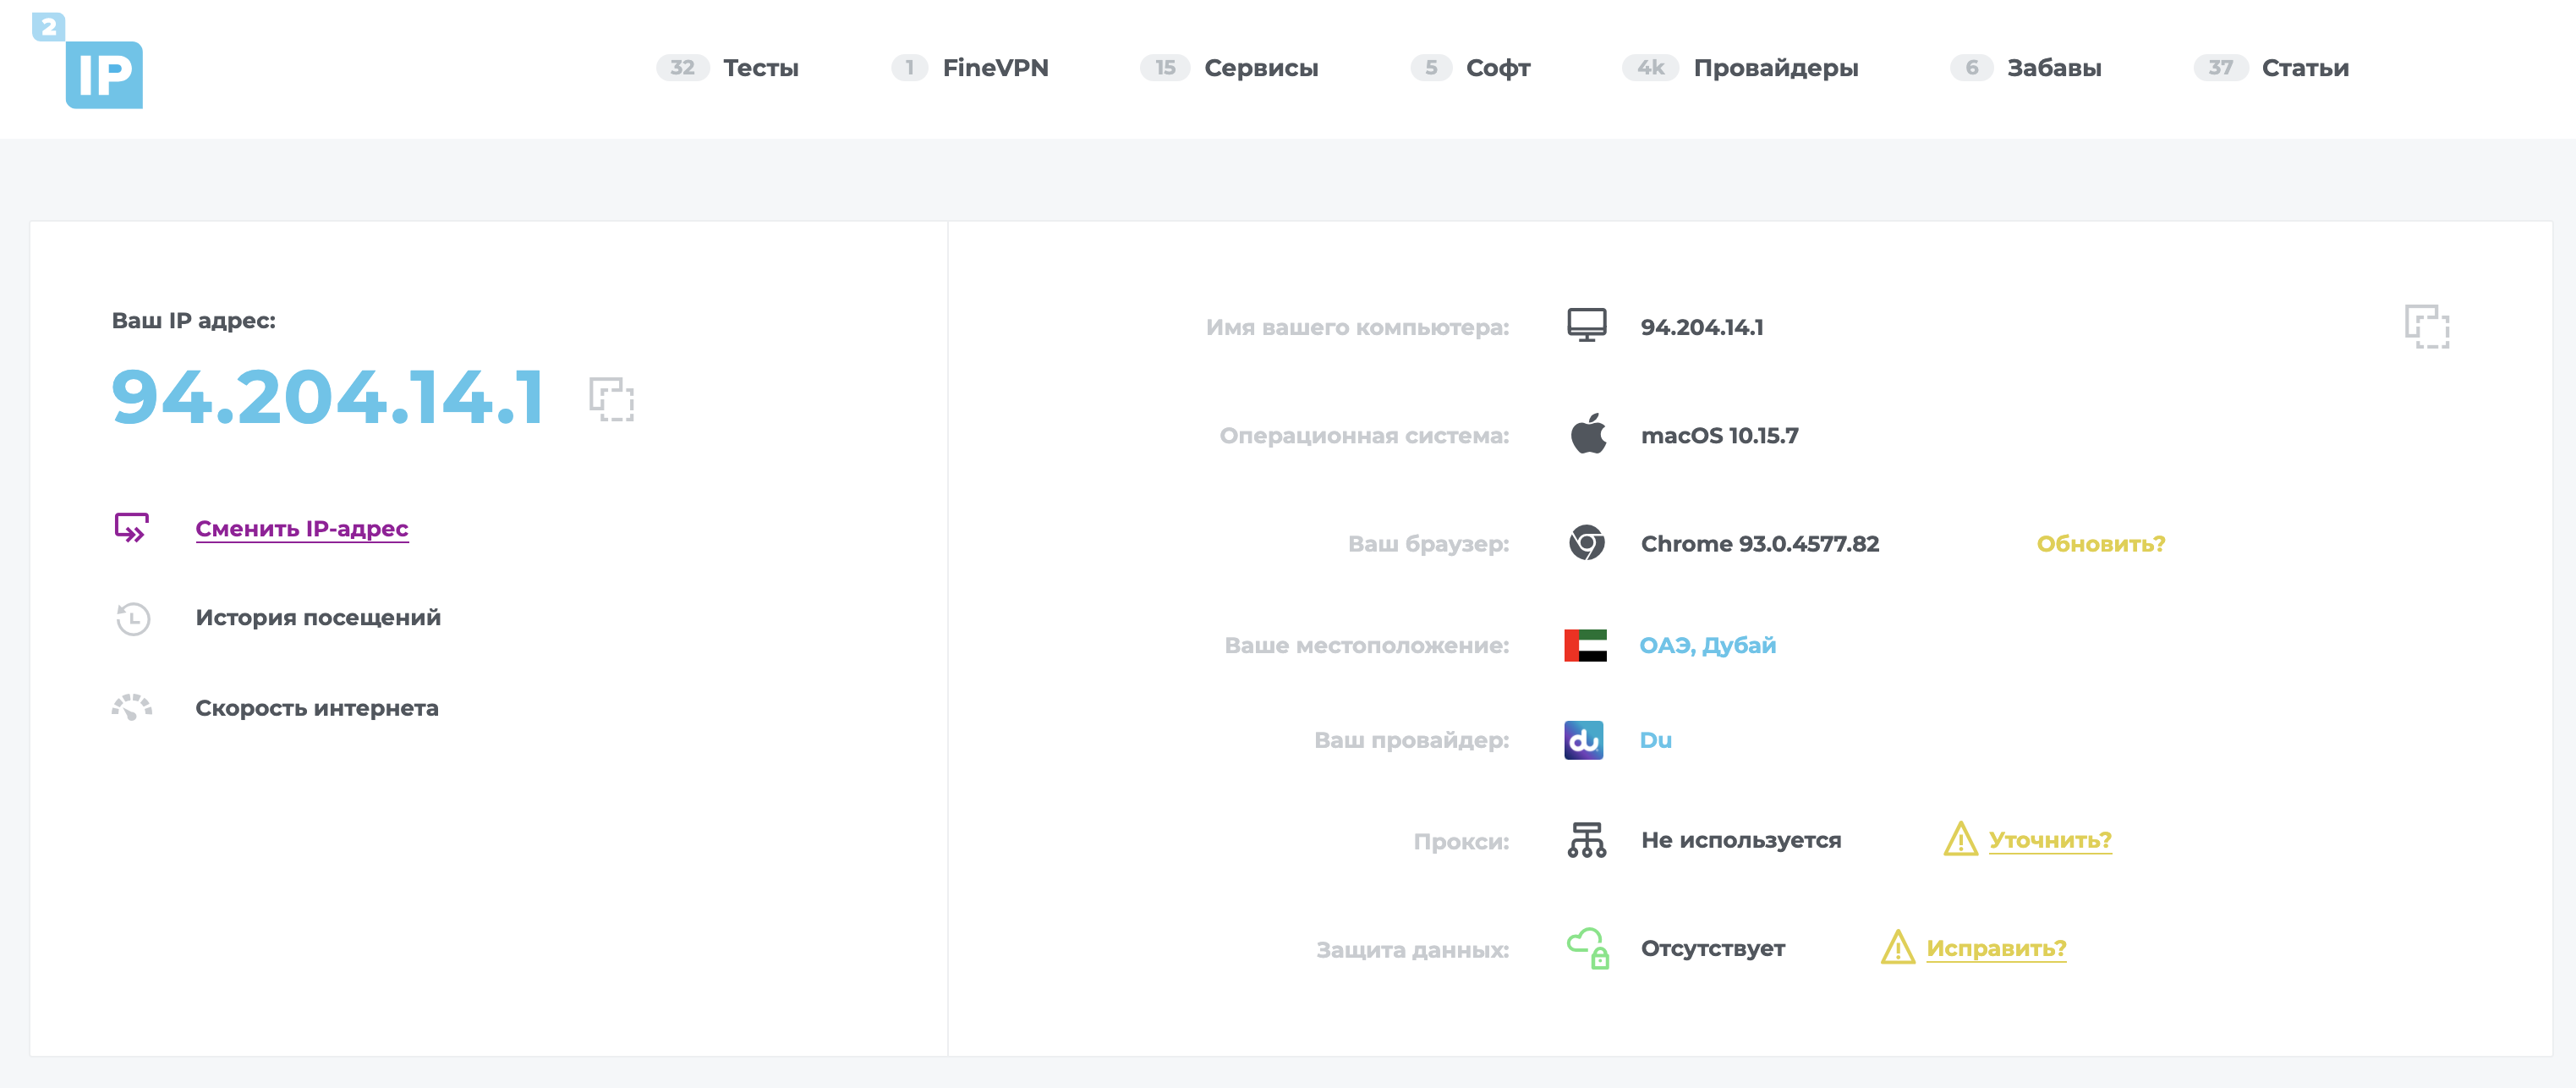 2
IP
32 Тесты 1 FineVPN 15 Сервисы 5 Софт 4k Провайдеры 6 Забавы 37 Статьи
Ваш IP адрес:
94.204.14.1
Сменить IP-адрес
История посещений
Скорость интернета
Имя вашего компьютера: 94.204.14.1
Операционная система: macOS 10.15.7
Ваш браузер: Chrome 93.0.4577.82 Обновить?
Ваше местоположение: ОАЭ, Дубай
Ваш провайдер: du Du
Прокси: Не используется Уточнить?
Защита данных: Отсутствует Исправить?